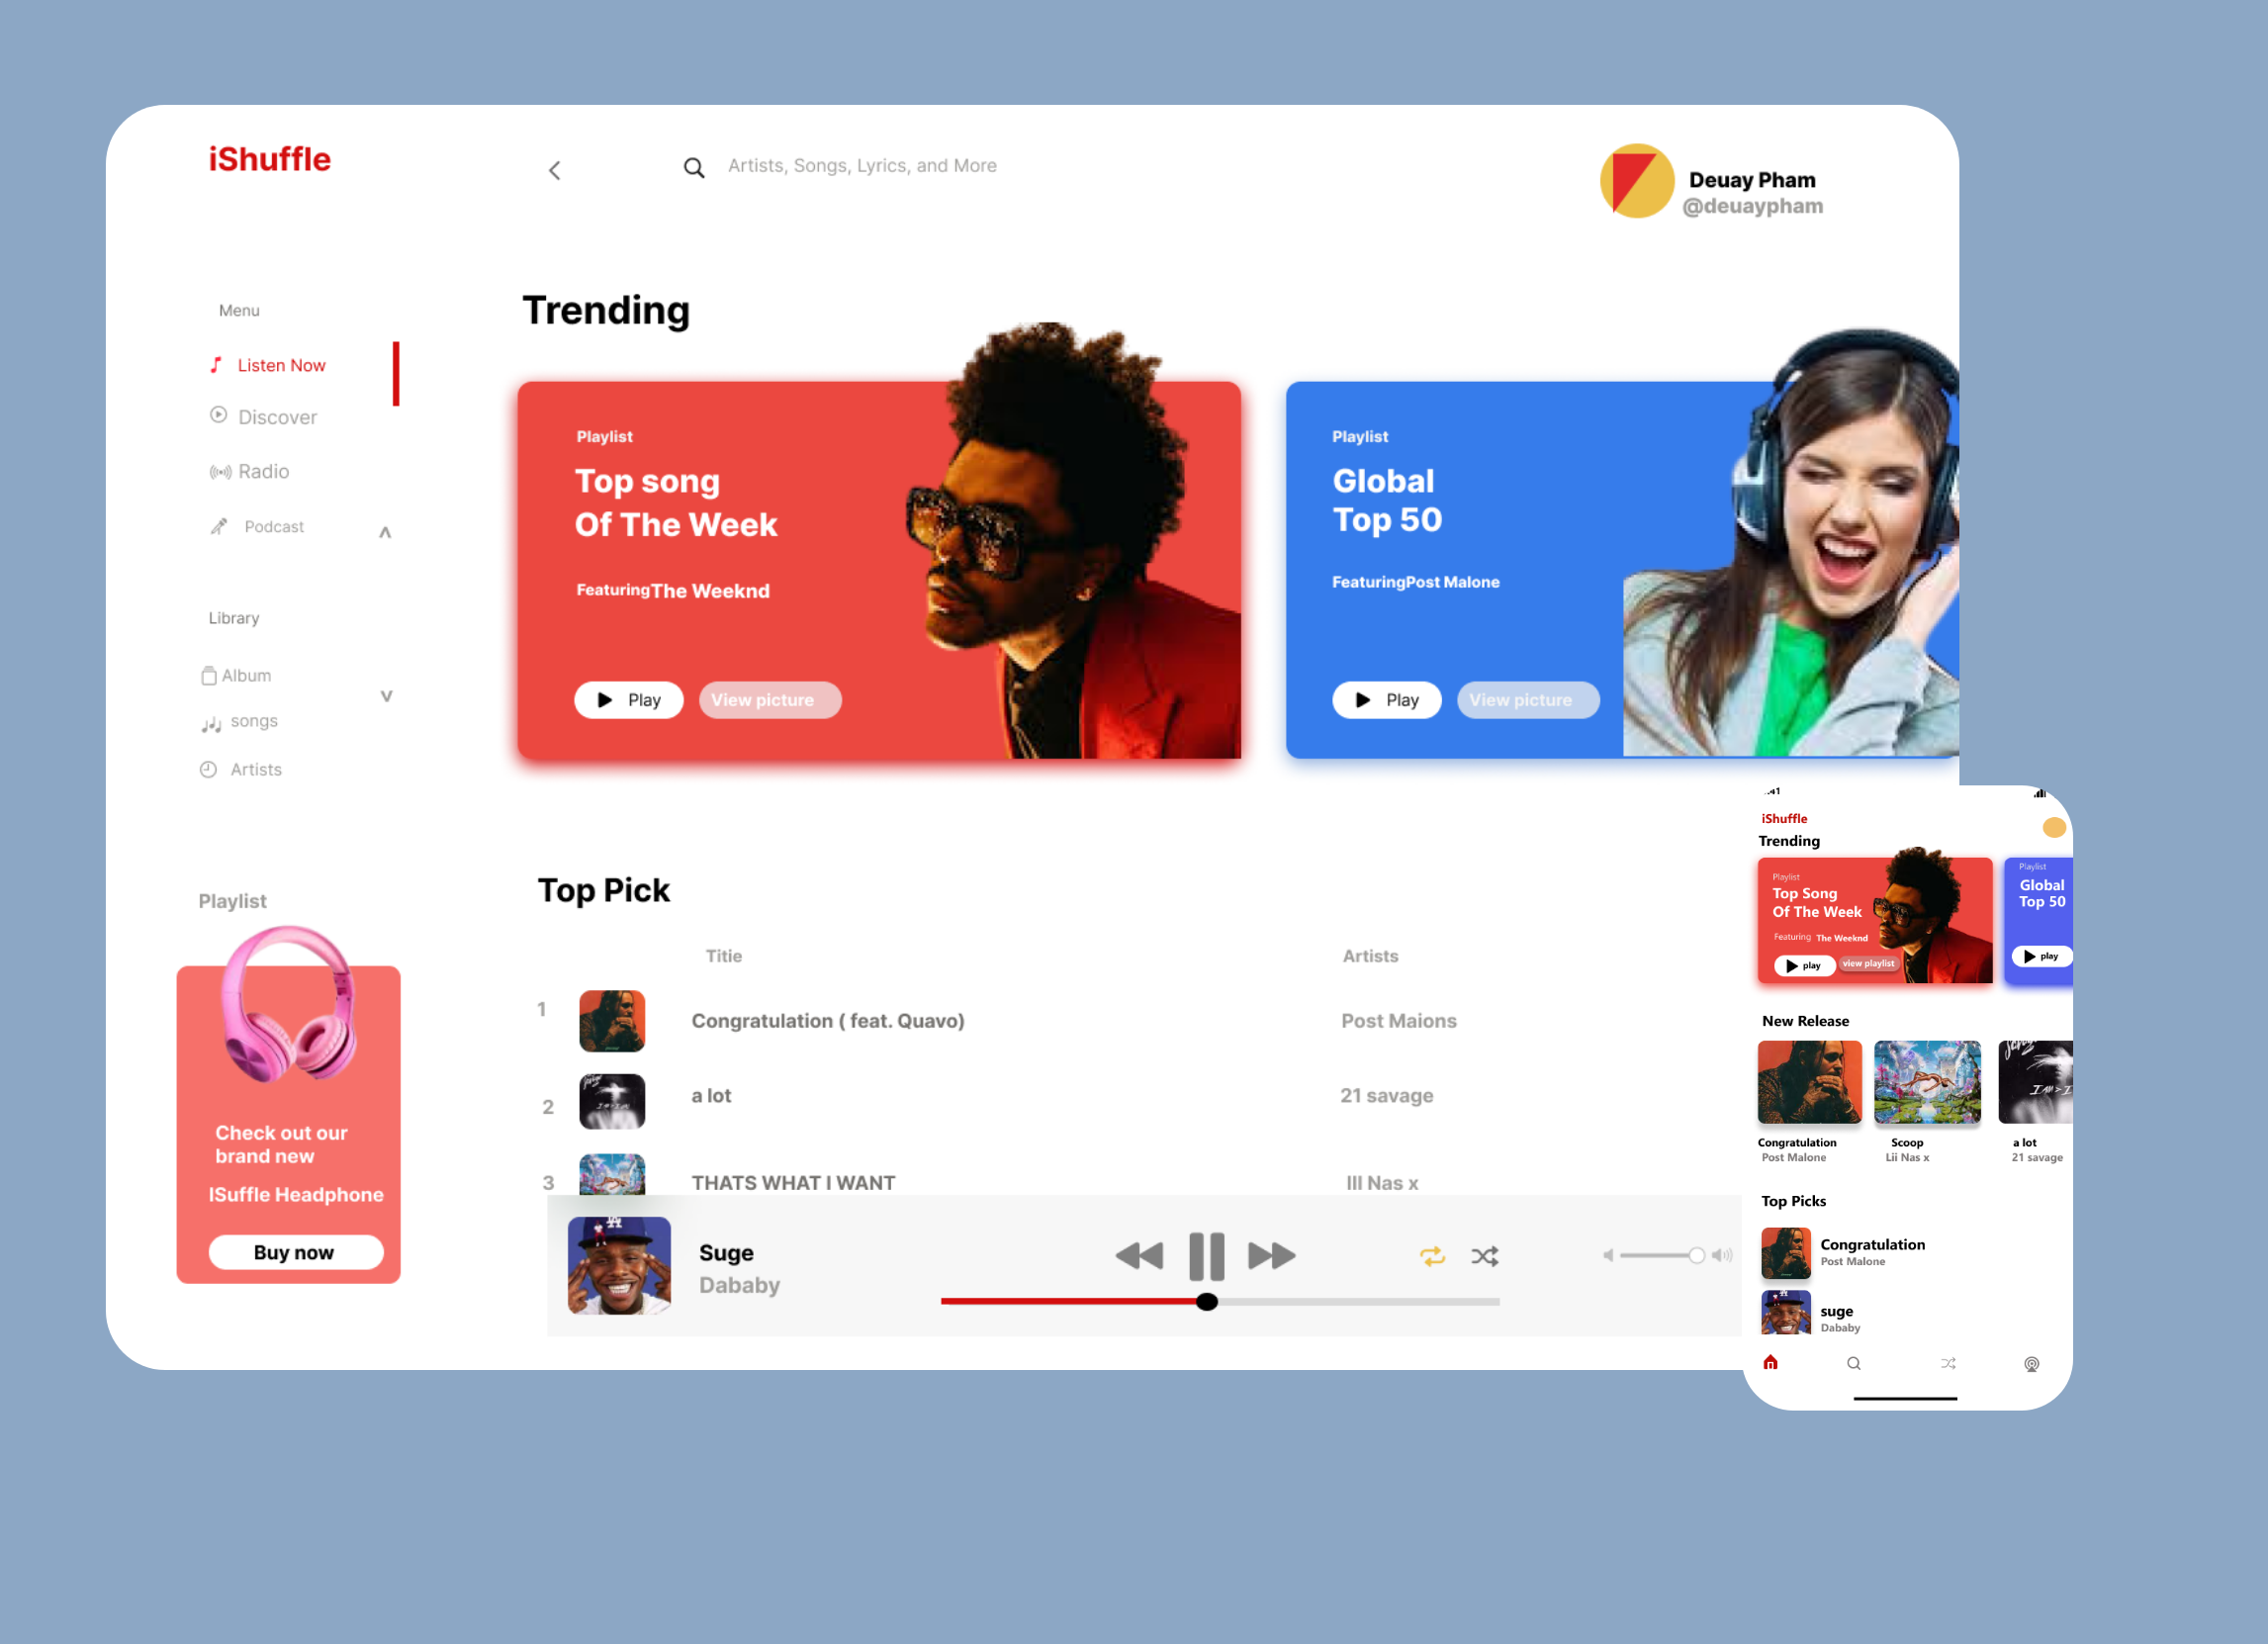 iShuffle
Artists, Songs, Lyrics, and More
Deuay Pham
@deuaypham
Menu
Listen Now
Discover
Radio
Podcast
Library
Album
songs
Artists
Playlist
Check out our
brand new
ISuffle Headphone
Buy now
Trending
Playlist
Top song
Of The Week
FeaturingThe Weeknd
Play
View picture
Playlist
Global
Top 50
FeaturingPost Malone
Play
View picture
Top Pick
Title
Artists
1
Congratulation ( feat. Quavo)
Post Maions
2
a lot
21 savage
3
THATS WHAT I WANT
lll Nas x
Suge
Dababy
iShuffle
Trending
Playlist
Top Song
Of The Week
Featuring The Weeknd
play
view playlist
Playlist
Global
Top 50
play
New Release
Congratulation
Post Malone
Scoop
Lii Nas x
a lot
21 savage
Top Picks
Congratulation
Post Malone
suge
Dababy